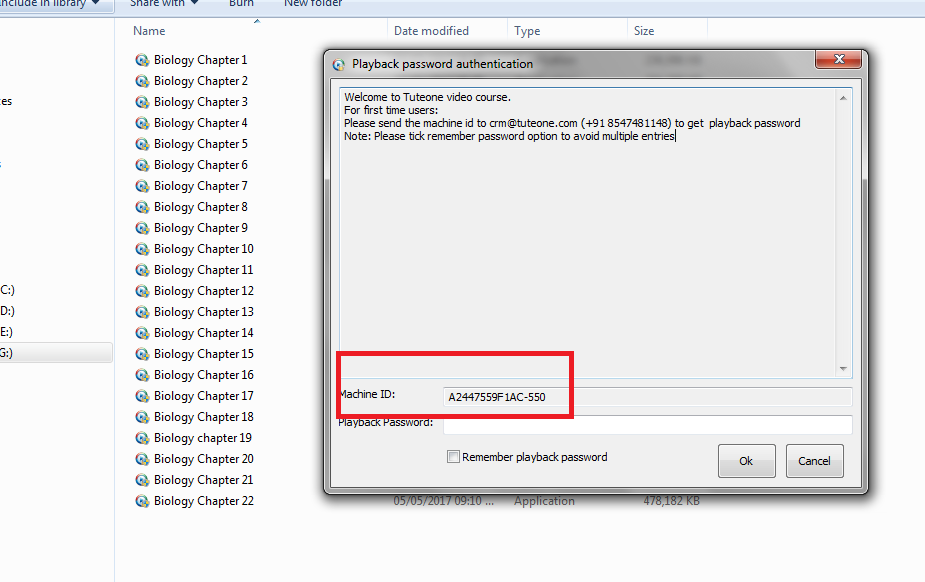 include in library
Share with
Burn
New folder
Name
Date modified
Type
Size
Biology Chapter 1
Biology Chapter 2
Biology Chapter 3
Biology Chapter 4
Biology Chapter 5
Biology Chapter 6
Biology Chapter 7
Biology Chapter 8
Biology Chapter 9
Biology Chapter 10
Biology Chapter 11
Biology Chapter 12
Biology Chapter 13
Biology Chapter 14
Biology Chapter 15
Biology Chapter 16
Biology Chapter 17
Biology Chapter 18
Biology chapter 19
Biology Chapter 20
Biology Chapter 21
Biology Chapter 22
05/05/2017 09:10 ...
Application
478,182 KB
es
C:)
D:)
E:)
G:)
Playback password authentication
Welcome to Tuteone video course.
For first time users:
Please send the machine id to crm@tuteone.com (+91 8547481148) to get playback password
Note: Please tick remember password option to avoid multiple entries
Machine ID:
A2447559F1AC-550
Playback Password:
Remember playback password
Ok
Cancel